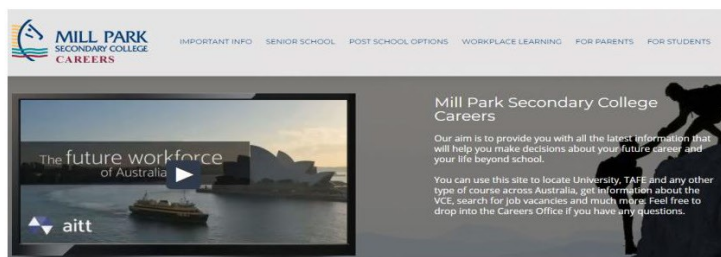 MILL PARK
SECONDARY COLLEGE
CAREERS
IMPORTANT INFO SENIOR SCHOOL POST SCHOOL OPTIONS WORKPLACE LEARNING FOR PARENTS FOR STUDENTS
The future workforce
of Australia
aitt
Mill Park Secondary College
Careers
Our aim is to provide you with all the latest information that
will help you make decisions about your future career and
your life beyond school.
You can use this site to locate University, TAFE and any other
type of course across Australia, get information about the
VCE, search for job vacancies and much more. Feel free to
drop into the Careers Office if you have any questions.